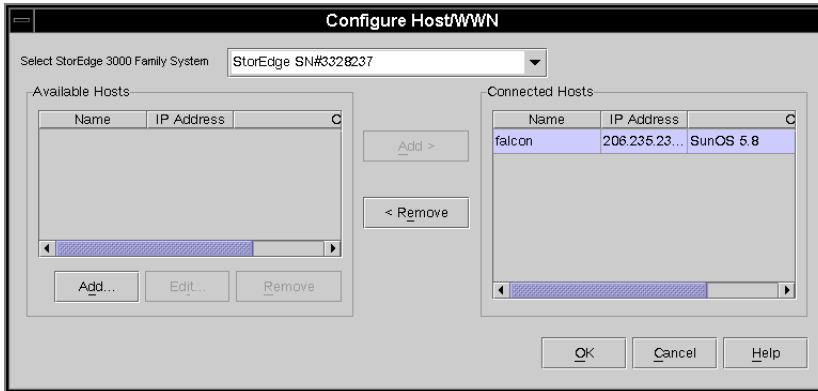 Configure Host/WWN
Select StorEdge 3000 Family System StorEdge SN#3328237
Available Hosts
Name IP Address C
Add >
< Remove
Add... Edit... Remove
Connected Hosts
Name IP Address C
falcon 206.235.23... SunOS 5.8
OK Cancel Help